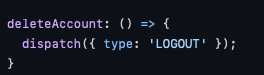 deleteAccount: () => {
  dispatch({ type: 'LOGOUT' });
}